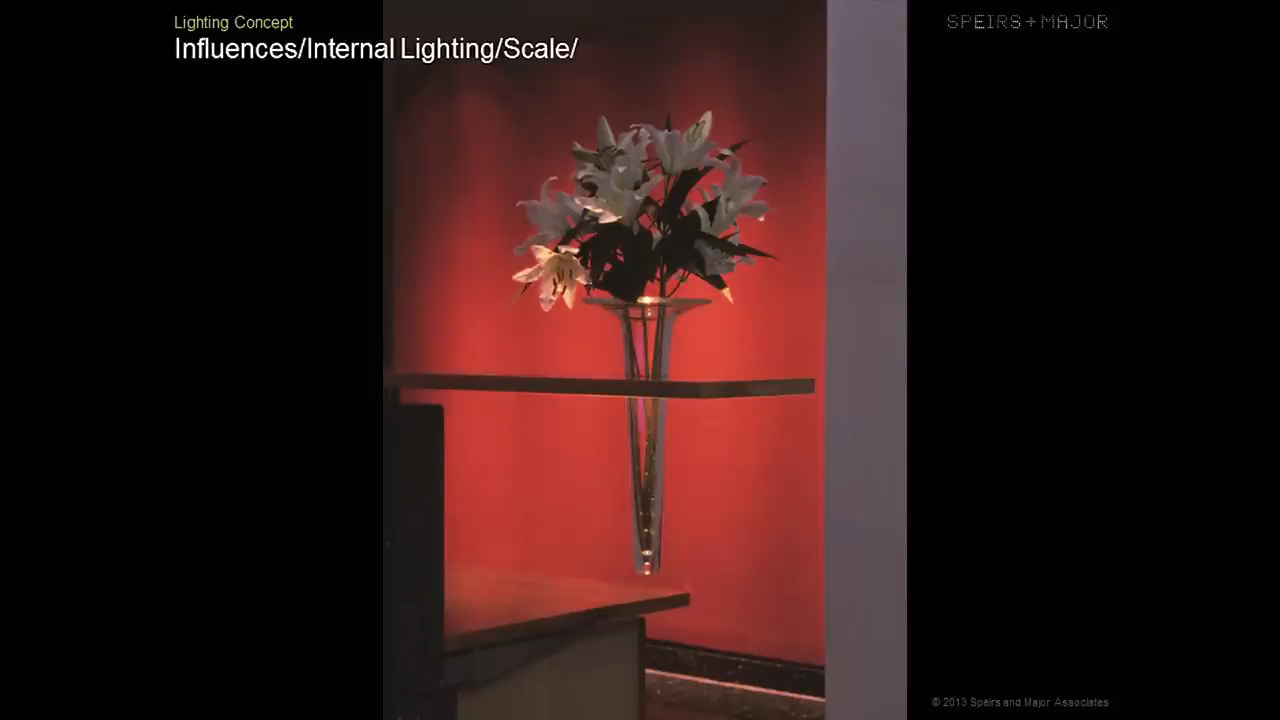 Lighting Concept
SPEIRS+MAJOR
Influences/Internal Lighting/Scale/
© 2013 Speirs and Major Associates